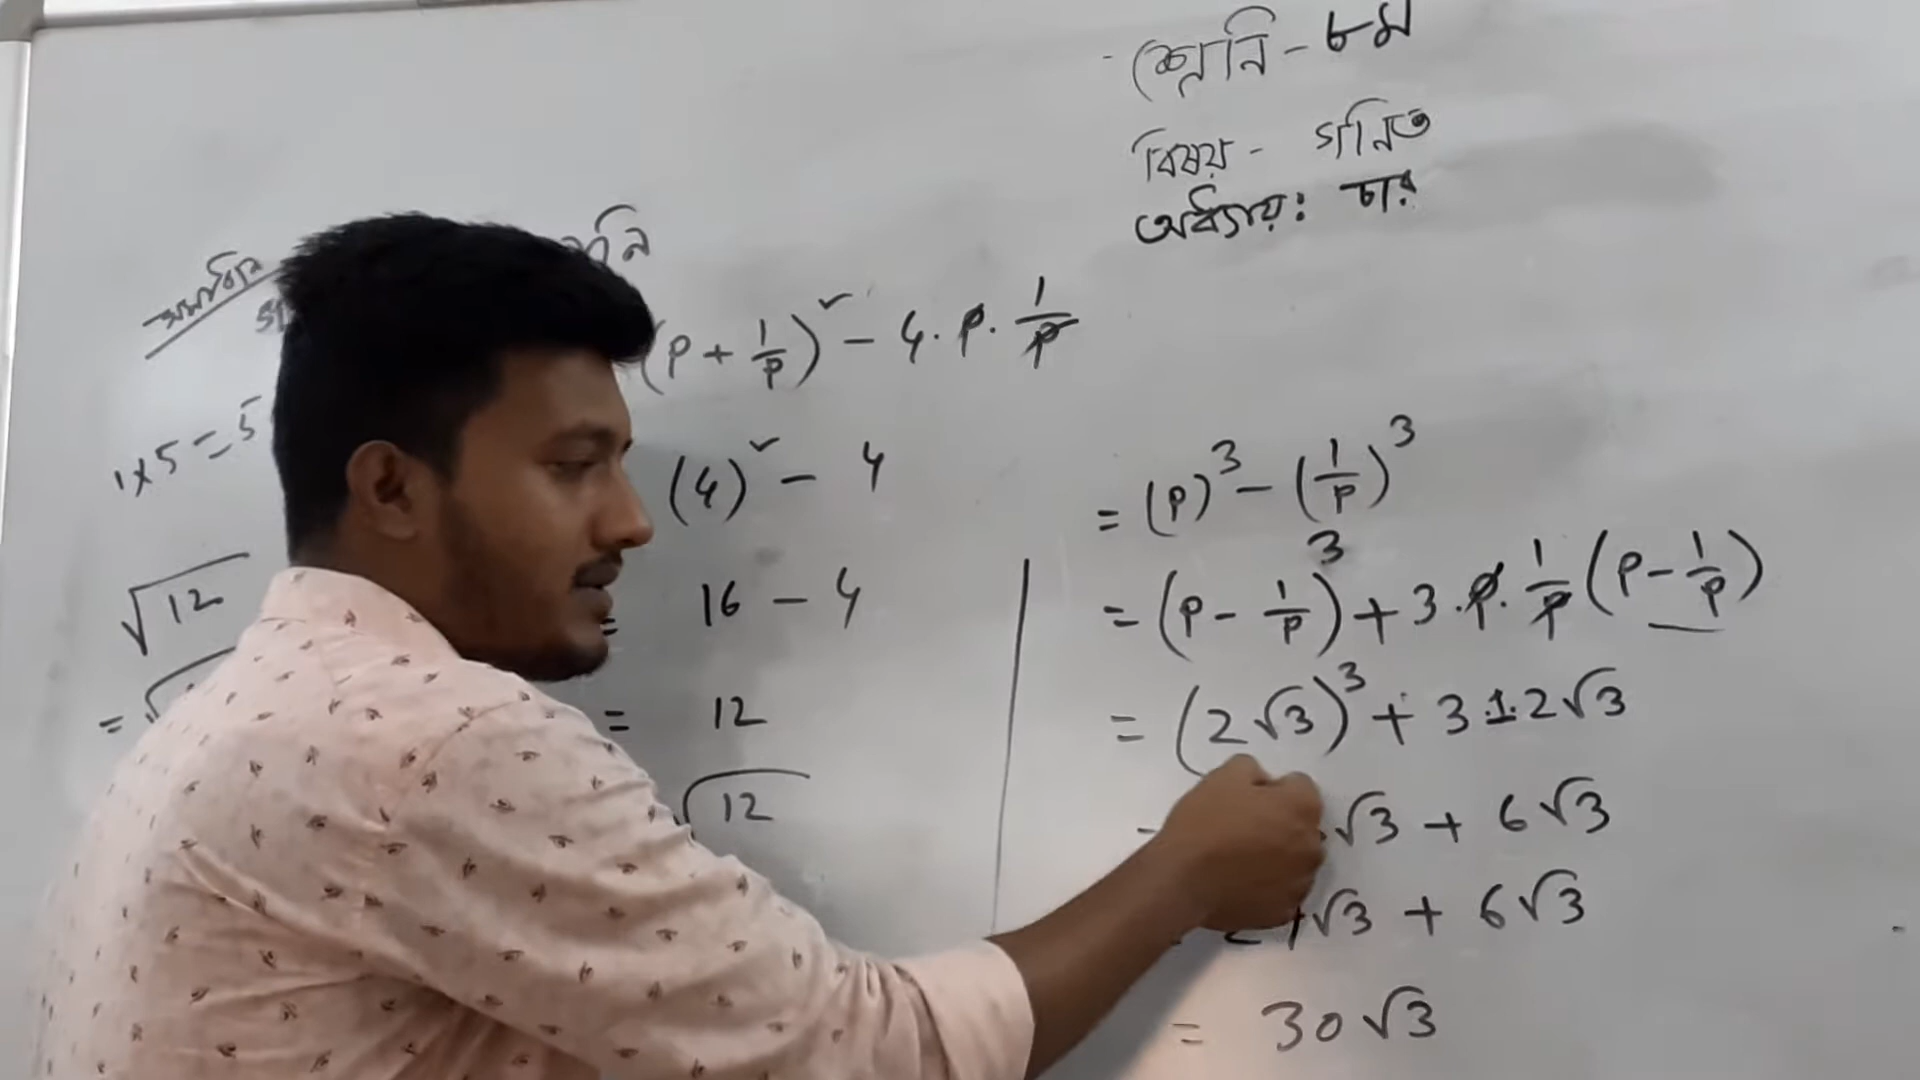 শ্রেনি - ৮ম
বিষয় - গনিত
অধ্যায়: চার
(p + 1/p)² - 4. p. 1/p
1x5 = 5
(4)² - 4
16 - 4
= 12
√12
√12
= (p)³ - (1/p)³
= (p - 1/p)³ + 3. p. 1/p (p - 1/p)
= (2√3)³ + 3.1.2√3
√3 + 6√3
√3 + 6√3
= 30√3